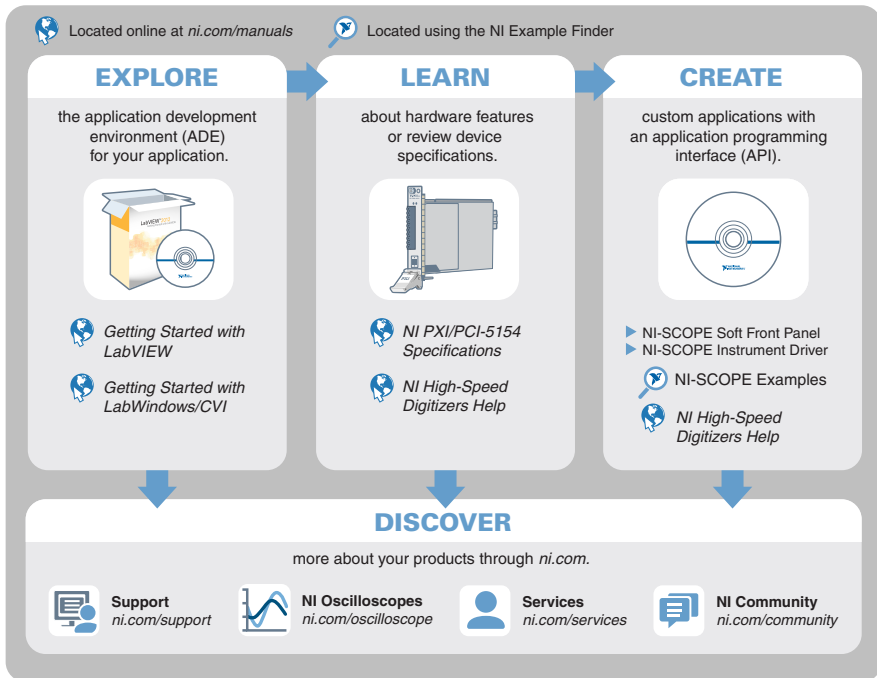 Located online at ni.com/manuals
Located using the NI Example Finder
EXPLORE
the application development
environment (ADE)
for your application.
LabVIEW
Getting Started with
LabVIEW
Getting Started with
LabWindows/CVI
LEARN
about hardware features
or review device
specifications.
NI PXI/PCI-5154
Specifications
NI High-Speed
Digitizers Help
CREATE
custom applications with
an application programming
interface (API).
NATIONAL
INSTRUMENTS
NI-SCOPE Soft Front Panel
NI-SCOPE Instrument Driver
NI-SCOPE Examples
NI High-Speed
Digitizers Help
DISCOVER
more about your products through ni.com.
Support
ni.com/support
NI Oscilloscopes
ni.com/oscilloscope
Services
ni.com/services
NI Community
ni.com/community